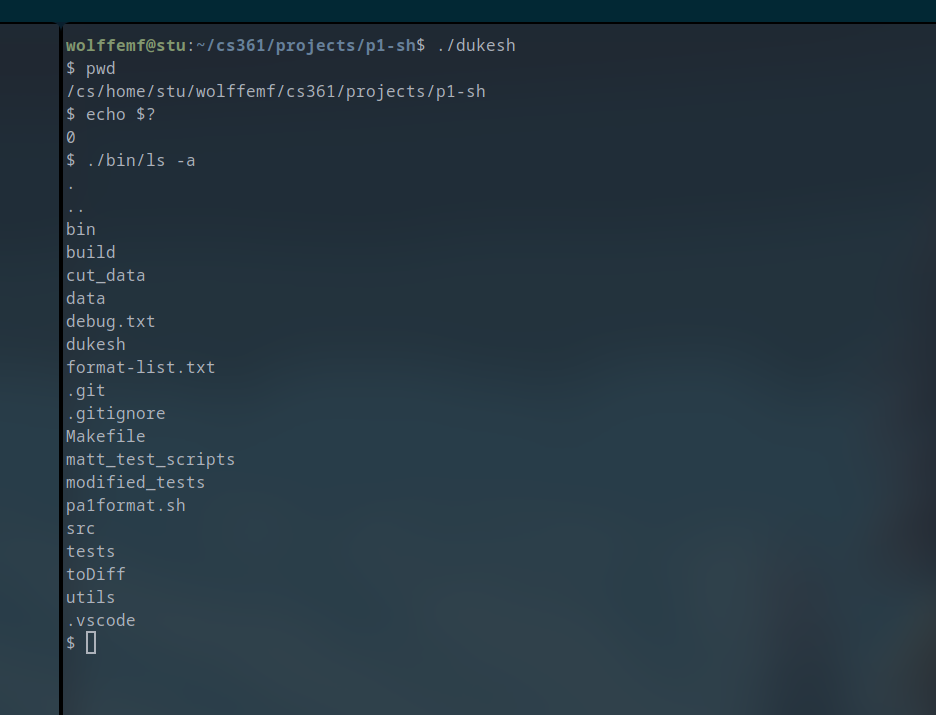 wolffemf@stu:~/cs361/projects/p1-sh$ ./dukesh
$ pwd
/cs/home/stu/wolffemf/cs361/projects/p1-sh
$ echo $?
0
$ ./bin/ls -a
.
..
bin
build
cut_data
data
debug.txt
dukesh
format-list.txt
.git
.gitignore
Makefile
matt_test_scripts
modified_tests
pa1format.sh
src
tests
toDiff
utils
.vscode
$